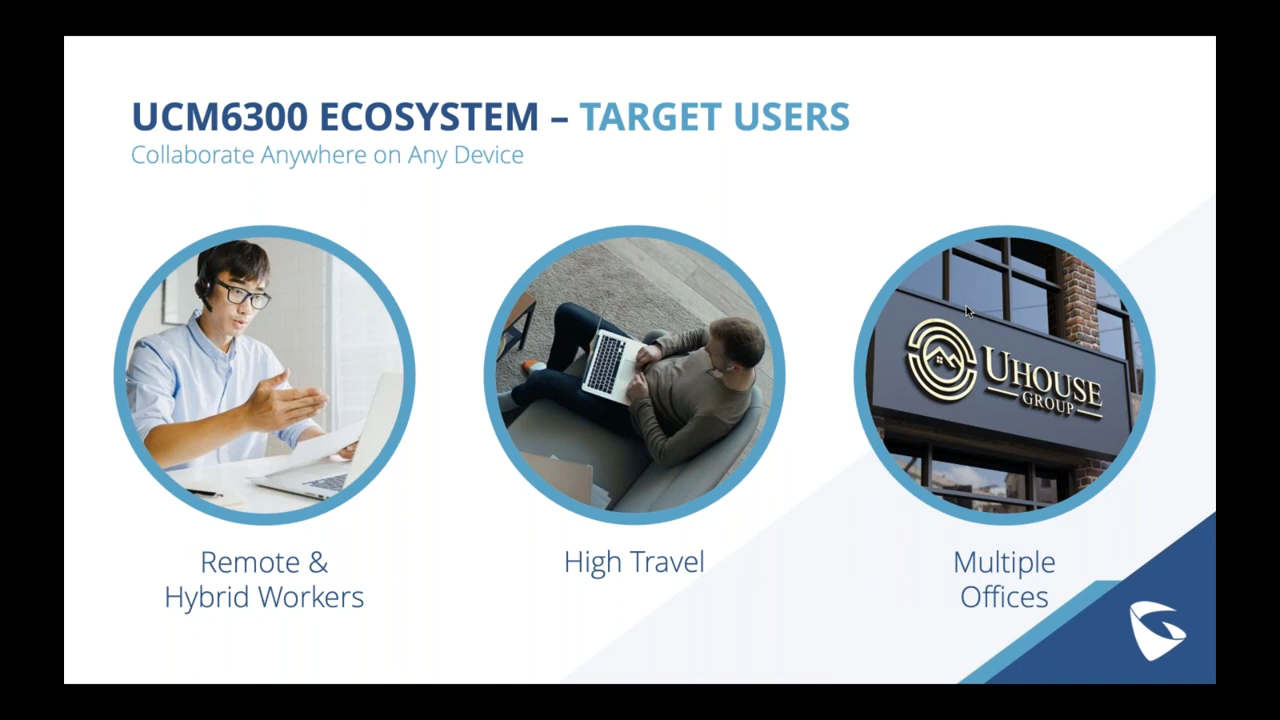 UCM6300 ECOSYSTEM – TARGET USERS
Collaborate Anywhere on Any Device
UHOUSE
GROUP
Remote &
Hybrid Workers
High Travel
Multiple
Offices